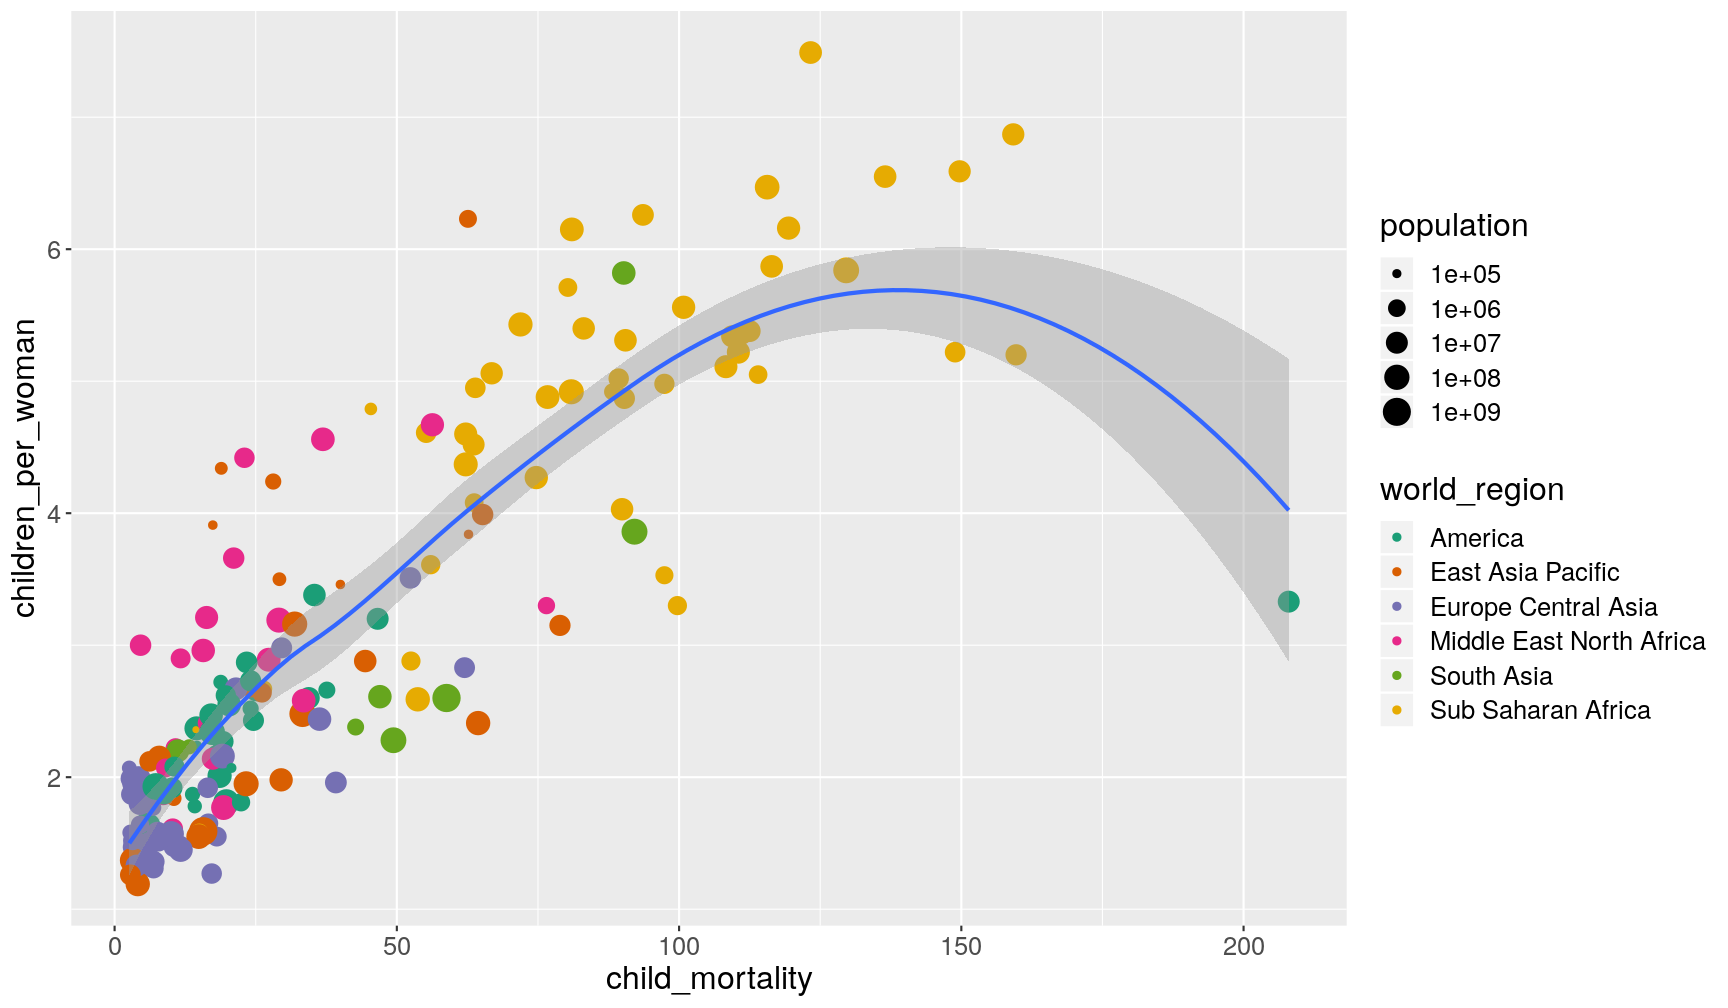 children_per_woman
6
4
2
0 50 100 150 200
child_mortality
population
1e+05
1e+06
1e+07
1e+08
1e+09
world_region
America
East Asia Pacific
Europe Central Asia
Middle East North Africa
South Asia
Sub Saharan Africa